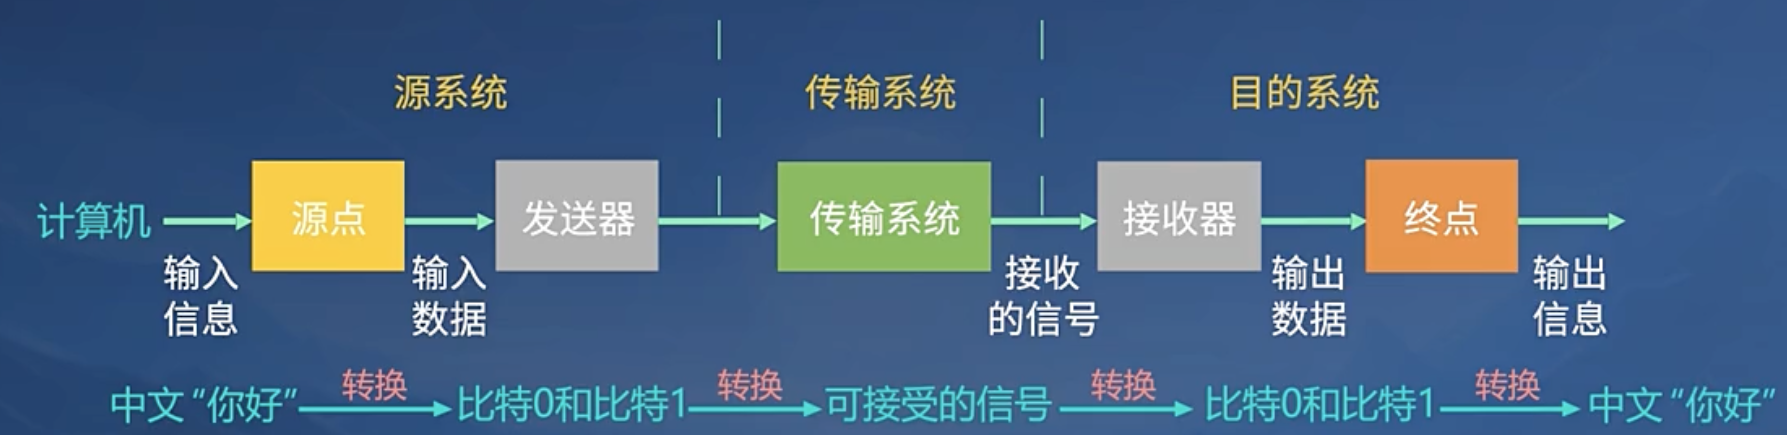 源系统
传输系统
目的系统
计算机
源点
发送器
传输系统
接收器
终点
输入
信息
输入
数据
接收
的信号
输出
数据
输出
信息
中文“你好”
转换
比特0和比特1
转换
可接受的信号
转换
比特0和比特1
转换
中文“你好”